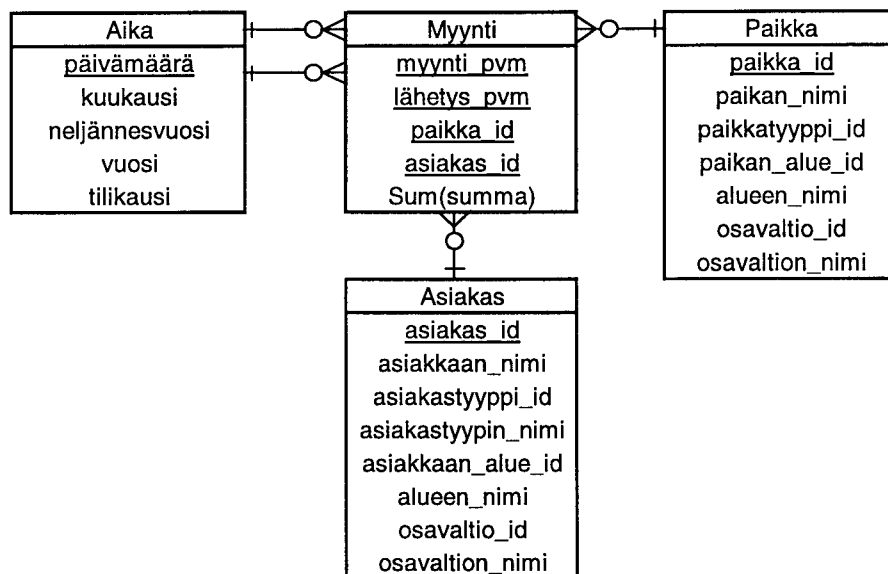 Aika
päivämäärä
kuukausi
neljännesvuosi
vuosi
tilikausi
Myynti
myynti_pvm
lähetys_pvm
paikka_id
asiakas_id
Sum(summa)
Paikka
paikka_id
paikan_nimi
paikkatyyppi_id
paikan_alue_id
alueen_nimi
osavaltio_id
osavaltion_nimi
Asiakas
asiakas_id
asiakkaan_nimi
asiakastyyppi_id
asiakastyypin_nimi
asiakkaan_alue_id
alueen_nimi
osavaltio_id
osavaltion_nimi